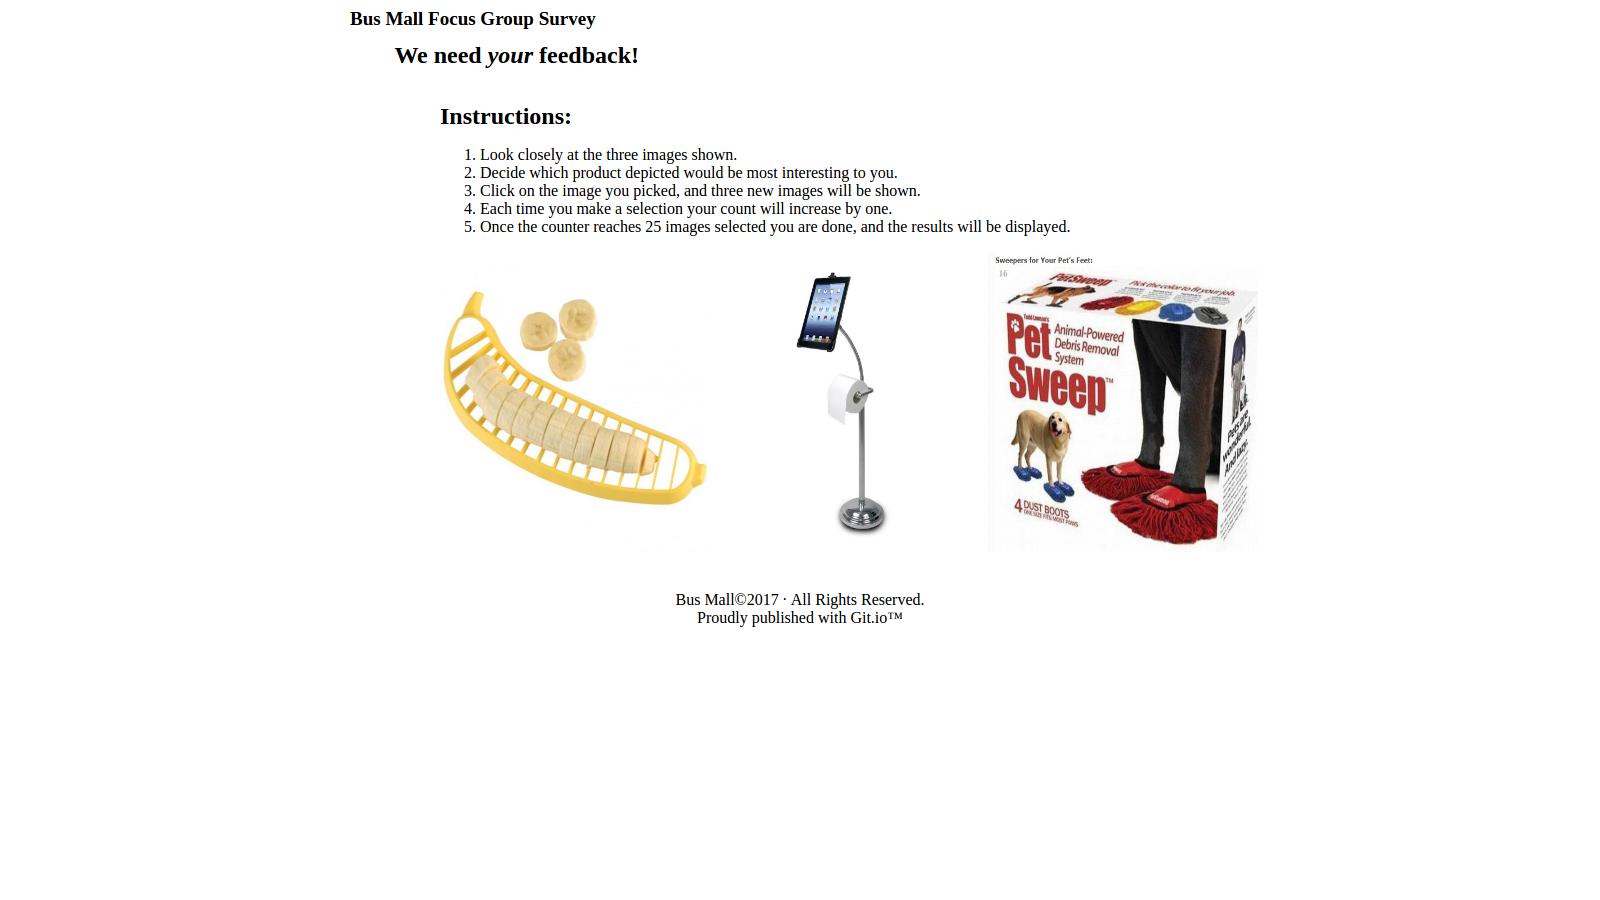 Bus Mall Focus Group Survey
We need your feedback!
Instructions:
1. Look closely at the three images shown.
2. Decide which product depicted would be most interesting to you.
3. Click on the image you picked, and three new images will be shown.
4. Each time you make a selection your count will increase by one.
5. Once the counter reaches 25 images selected you are done, and the results will be displayed.
Sweepers for Your Pet's Feet:
16
PetSweep
Pick the color to fit your job.
Pet
Sweep™
Animal-Powered
Debris Removal
System
4 DUST BOOTS
ONE SIZE FITS MOST PAWS
Pets are
wonderful.
And lazy.
Bus Mall©2017 · All Rights Reserved.
Proudly published with Git.io™